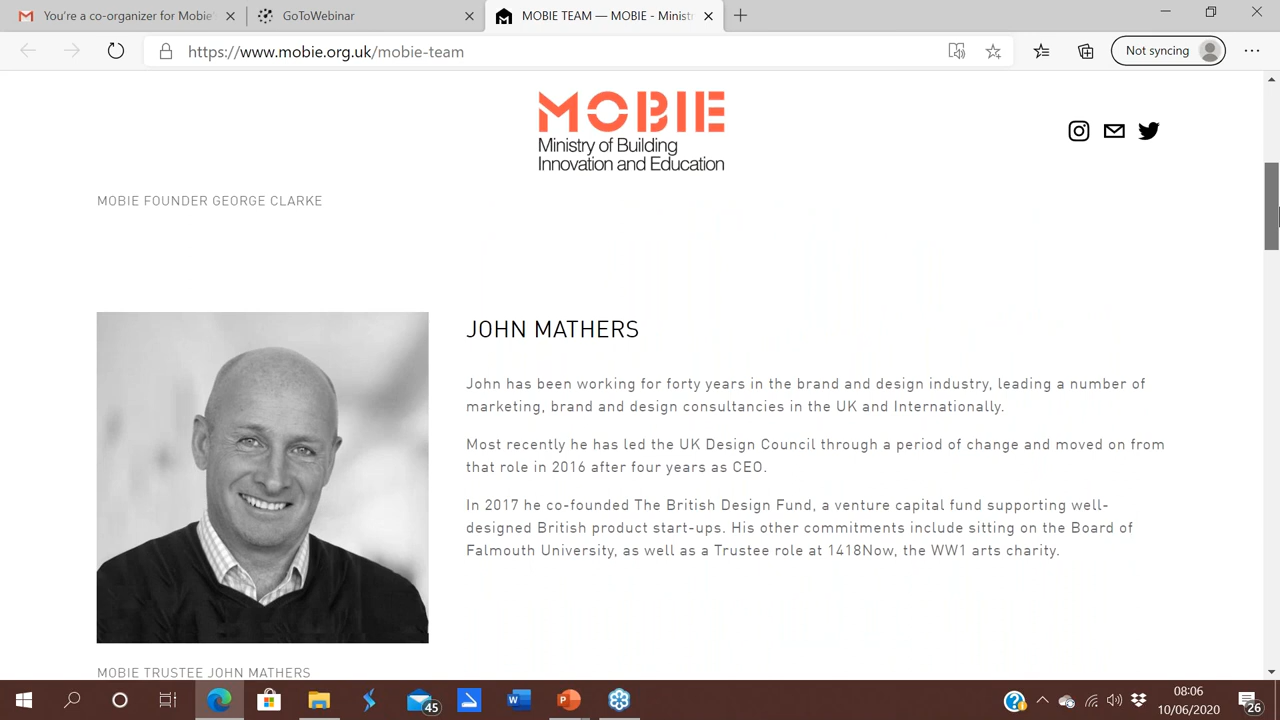 You're a co-organizer for Mobie'
GoToWebinar
MOBIE TEAM — MOBIE - Minist
https://www.mobie.org.uk/mobie-team
Not syncing
MOBIE
Ministry of Building
Innovation and Education
MOBIE FOUNDER GEORGE CLARKE
JOHN MATHERS
John has been working for forty years in the brand and design industry, leading a number of
marketing, brand and design consultancies in the UK and Internationally.
Most recently he has led the UK Design Council through a period of change and moved on from
that role in 2016 after four years as CEO.
In 2017 he co-founded The British Design Fund, a venture capital fund supporting well-
designed British product start-ups. His other commitments include sitting on the Board of
Falmouth University, as well as a Trustee role at 1418Now, the WW1 arts charity.
MOBIE TRUSTEE JOHN MATHERS
45
08:06
10/06/2020
26